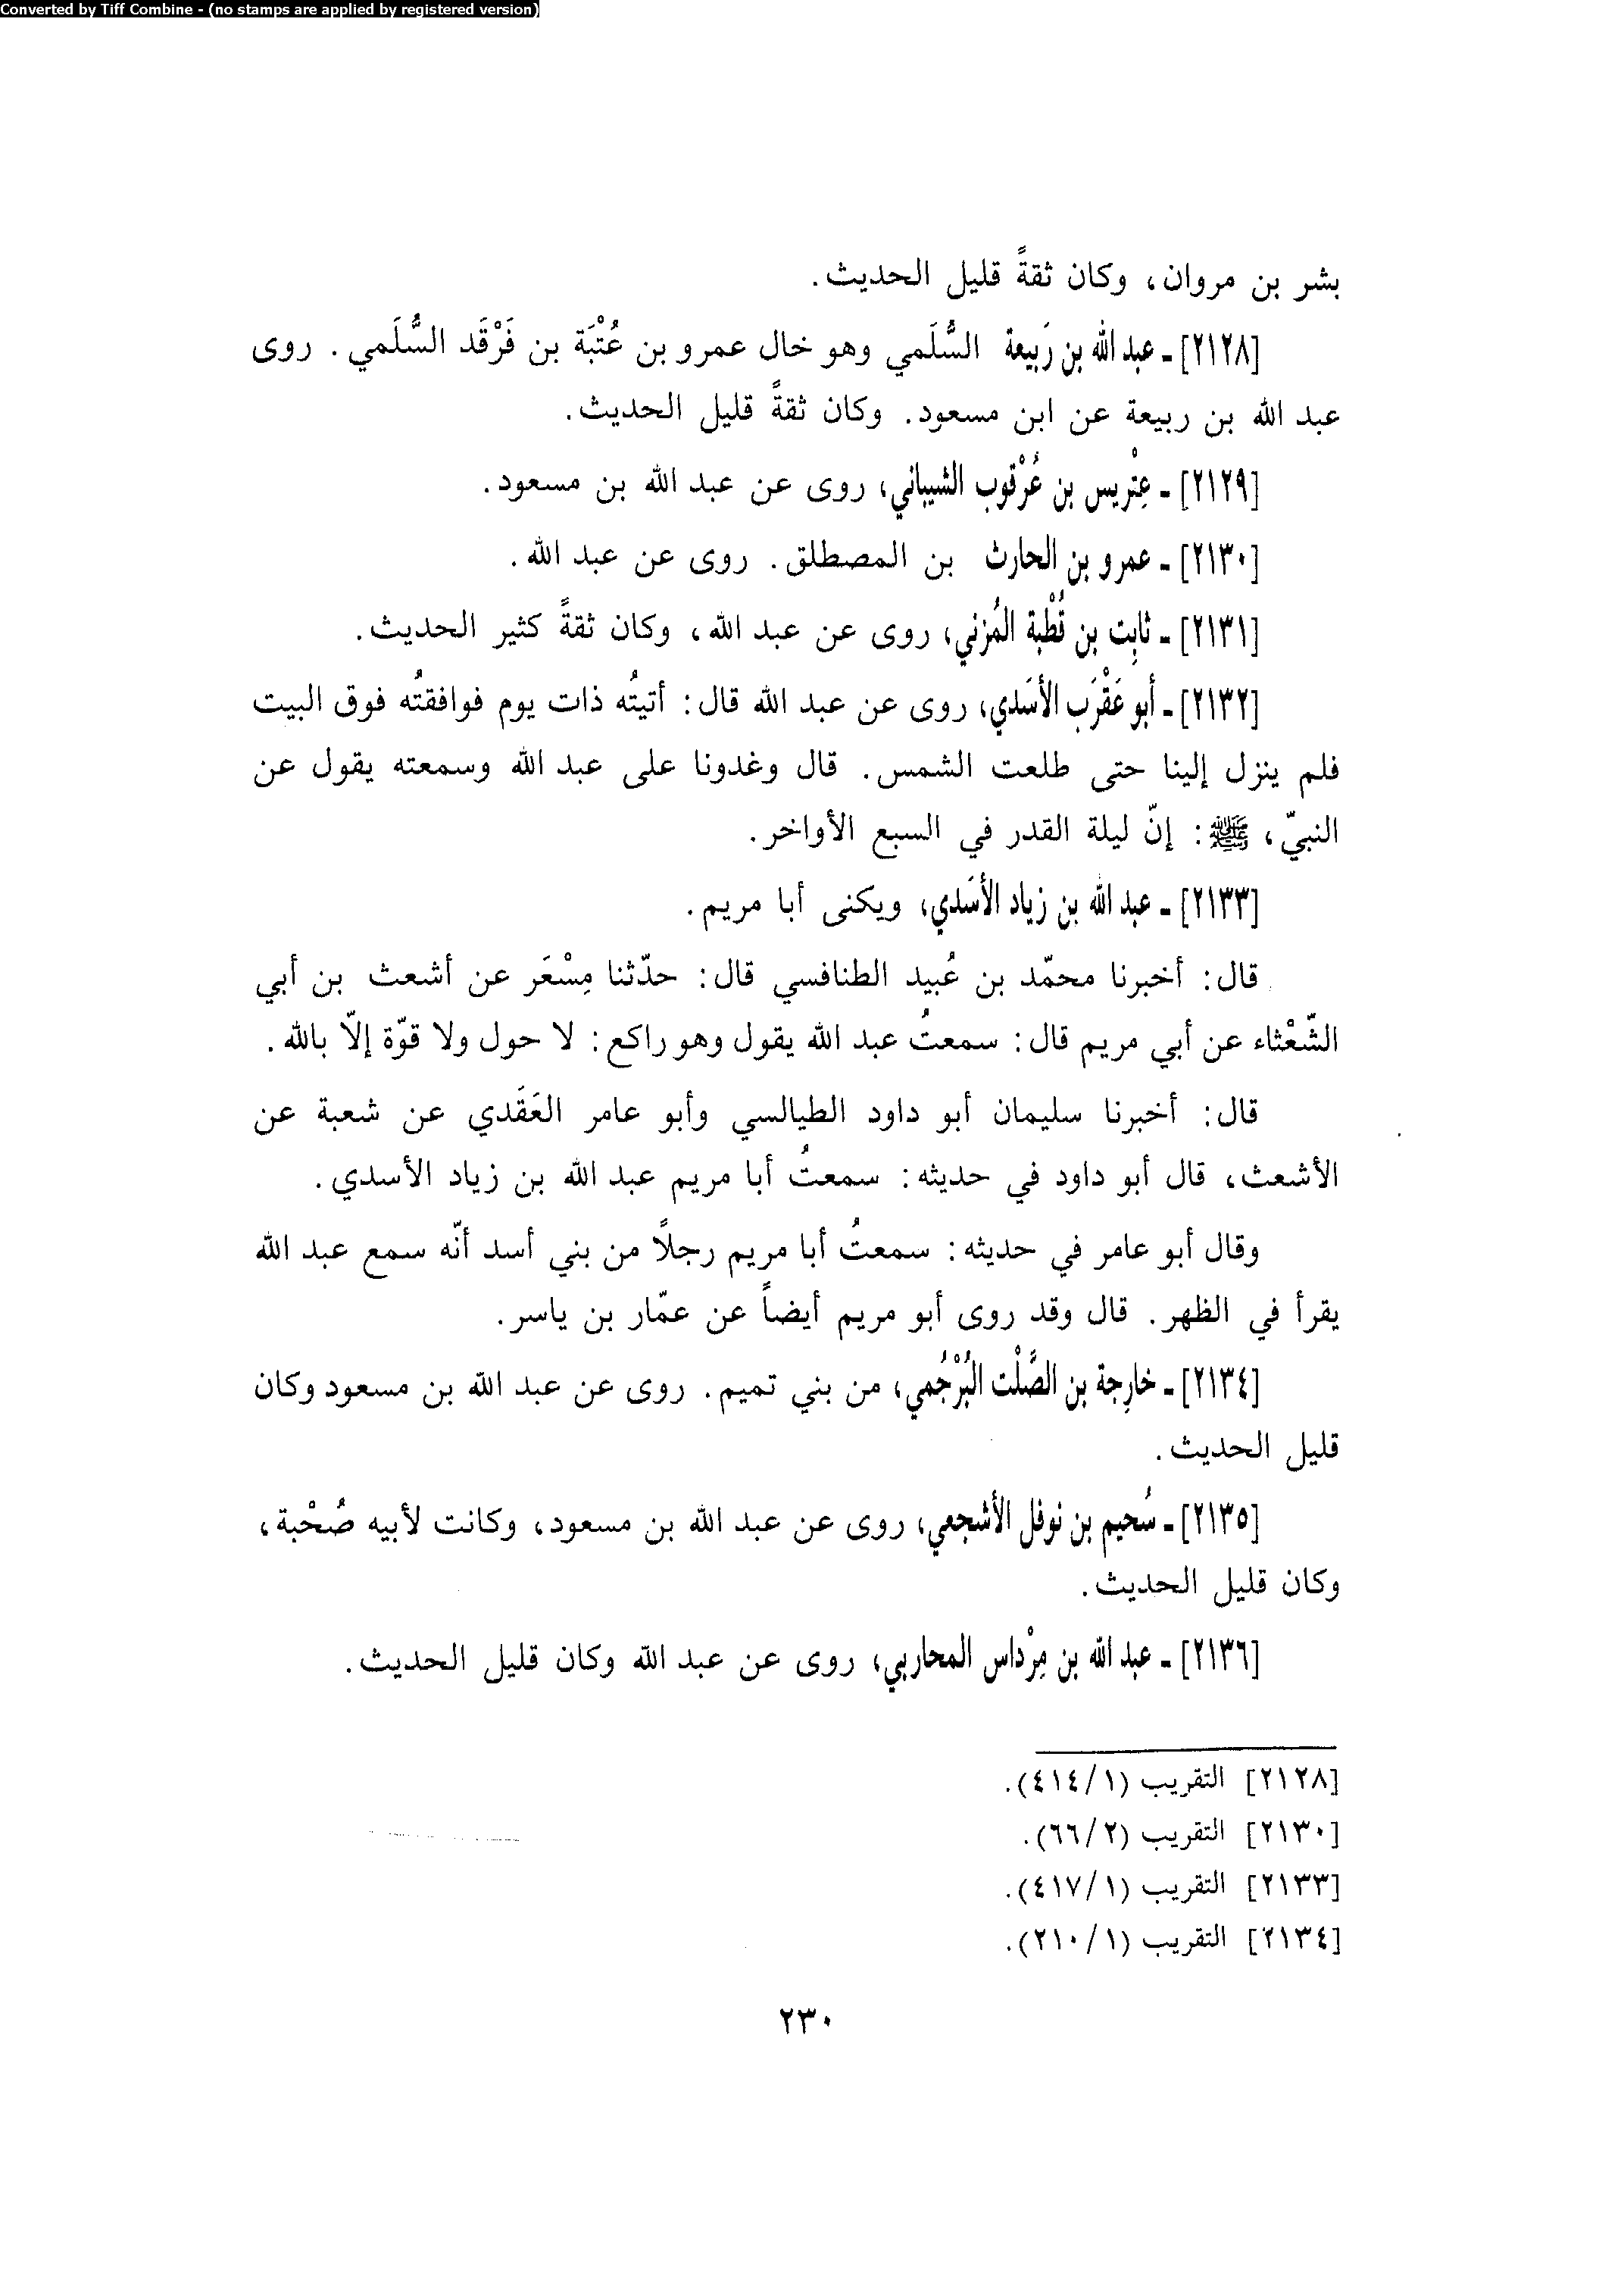 Converted by Tiff Combine - (no stamps are applied by registered version)
بشر بن مروان، وكان ثقةً قليل الحديث.
[٢١٢٨] - عبد الله بن رَبيعة السُّلَمي وهو خال عمرو بن عُتْبَة بن فَرْقَد السُّلَمي. روى
عبد الله بن ربيعة عن ابن مسعود. وكان ثقةً قليل الحديث.
[٢١٢٩] - عِتْريس بن عُرْقوب الشيباني، روى عن عبد الله بن مسعود.
[٢١٣٠] - عمرو بن الحارث بن المصطلق. روى عن عبد الله.
[٢١٣١] - ثابِت بن قُطْبة المُزني، روى عن عبد الله، وكان ثقةً كثير الحديث.
[٢١٣٢] - أبو عَقْرَب الأسَدي، روى عن عبد الله قال: أتيتُه ذات يوم فوافقتُه فوق البيت
فلم ينزل إلينا حتى طلعت الشمس. قال وغدونا على عبد الله وسمعته يقول عن
النبيّ، ﷺ: إنّ ليلة القدر في السبع الأواخر.
[٢١٣٣] - عبد الله بن زياد الأسَدي، ويكنى أبا مريم.
قال: أخبرنا محمّد بن عُبيد الطنافسي قال: حدّثنا مِسْعَر عن أشعث بن أبي
الشّعْثاء عن أبي مريم قال: سمعتُ عبد الله يقول وهو راكع: لا حول ولا قوّة إلاّ بالله.
قال: أخبرنا سليمان أبو داود الطيالسي وأبو عامر العَقَدي عن شعبة عن
الأشعث، قال أبو داود في حديثه: سمعتُ أبا مريم عبد الله بن زياد الأسدي.
وقال أبو عامر في حديثه: سمعتُ أبا مريم رجلاً من بني أسد أنّه سمع عبد الله
يقرأ في الظهر. قال وقد روى أبو مريم أيضاً عن عمّار بن ياسر.
[٢١٣٤] - خارِجة بن الصَّلْت البُرْجُمي، من بني تميم. روى عن عبد الله بن مسعود وكان
قليل الحديث.
[٢١٣٥] - سُحيم بن نوفل الأشجعي، روى عن عبد الله بن مسعود، وكانت لأبيه صُحْبة،
وكان قليل الحديث.
[٢١٣٦] - عبد الله بن مِرْداس المحاربي، روى عن عبد الله وكان قليل الحديث.
[٢١٢٨] التقريب (٤١٤/١).
[٢١٣٠] التقريب (٦٦/٢).
[٢١٣٣] التقريب (٤١٧/١).
[٢١٣٤] التقريب (٢١٠/١).
٢٣٠